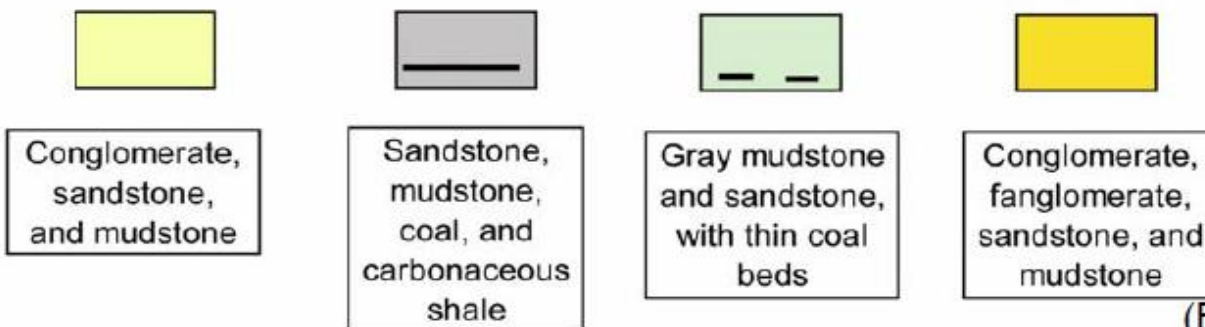 Conglomerate,
sandstone,
and mudstone
Sandstone,
mudstone,
coal, and
carbonaceous
shale
Gray mudstone
and sandstone,
with thin coal
beds
Conglomerate,
fanglomerate,
sandstone, and
mudstone